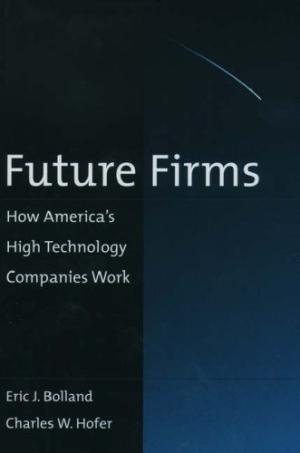 Future Firms
How America's
High Technology
Companies Work
Eric J. Bolland
Charles W. Hofer